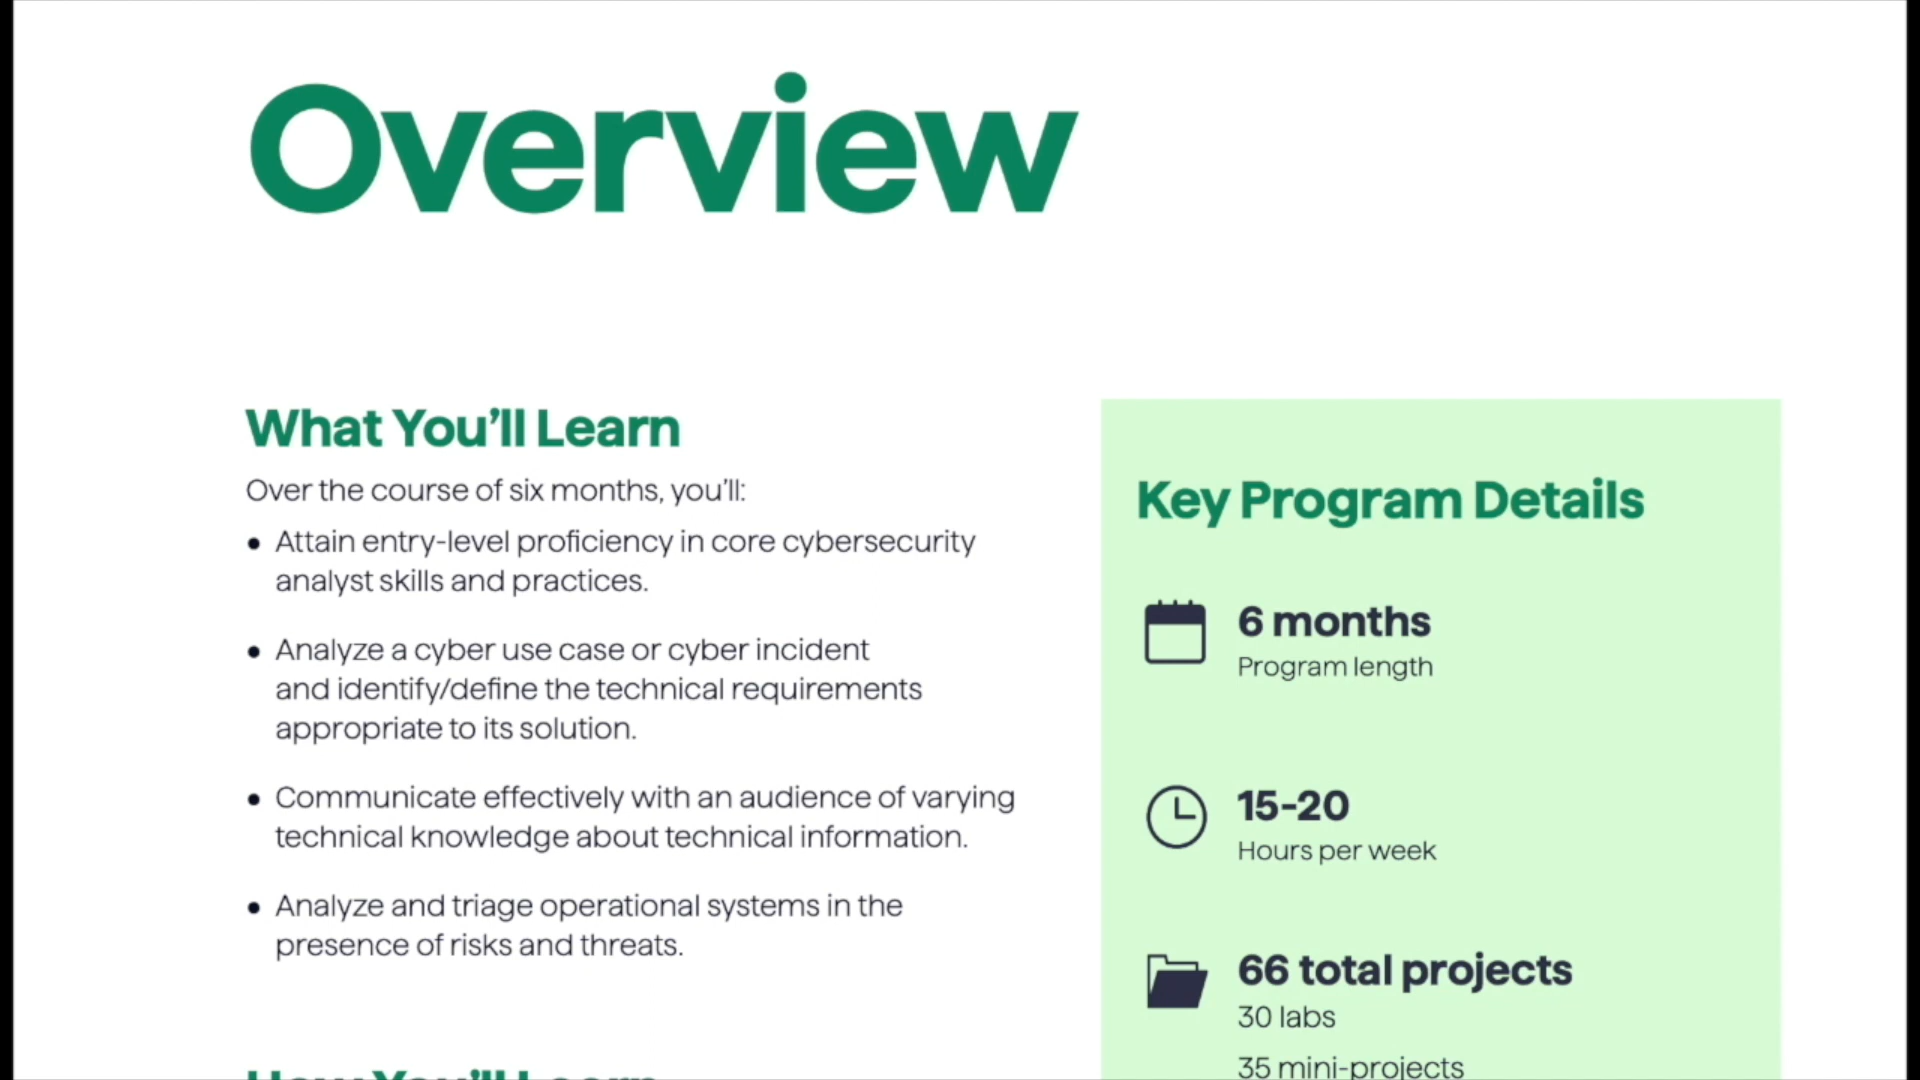 Overview
What You’ll Learn
Over the course of six months, you’ll:
• Attain entry-level proficiency in core cybersecurity
analyst skills and practices.
• Analyze a cyber use case or cyber incident
and identify/define the technical requirements
appropriate to its solution.
• Communicate effectively with an audience of varying
technical knowledge about technical information.
• Analyze and triage operational systems in the
presence of risks and threats.
How You’ll Learn
Key Program Details
6 months
Program length
15-20
Hours per week
66 total projects
30 labs
35 mini-projects